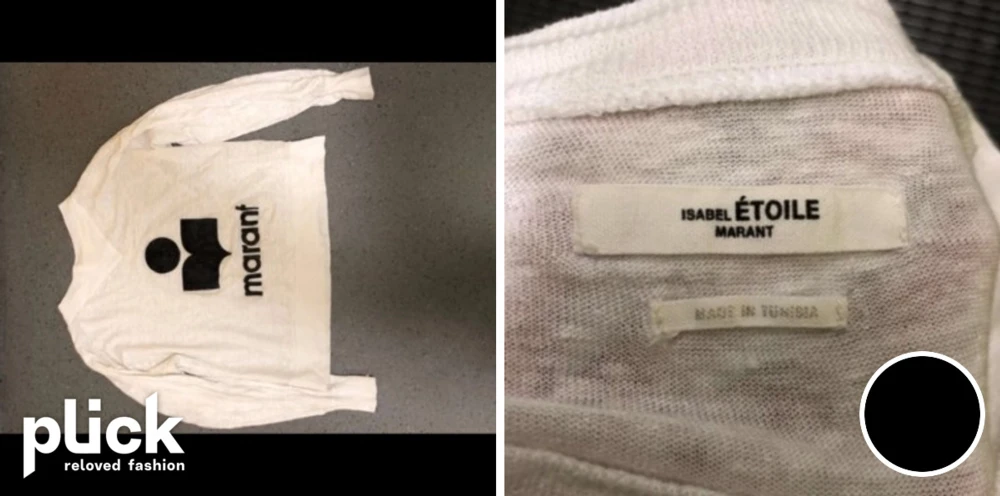 marant
plick
reloved fashion
ISABEL ÉTOILE
MARANT
MADE IN TUNISIA